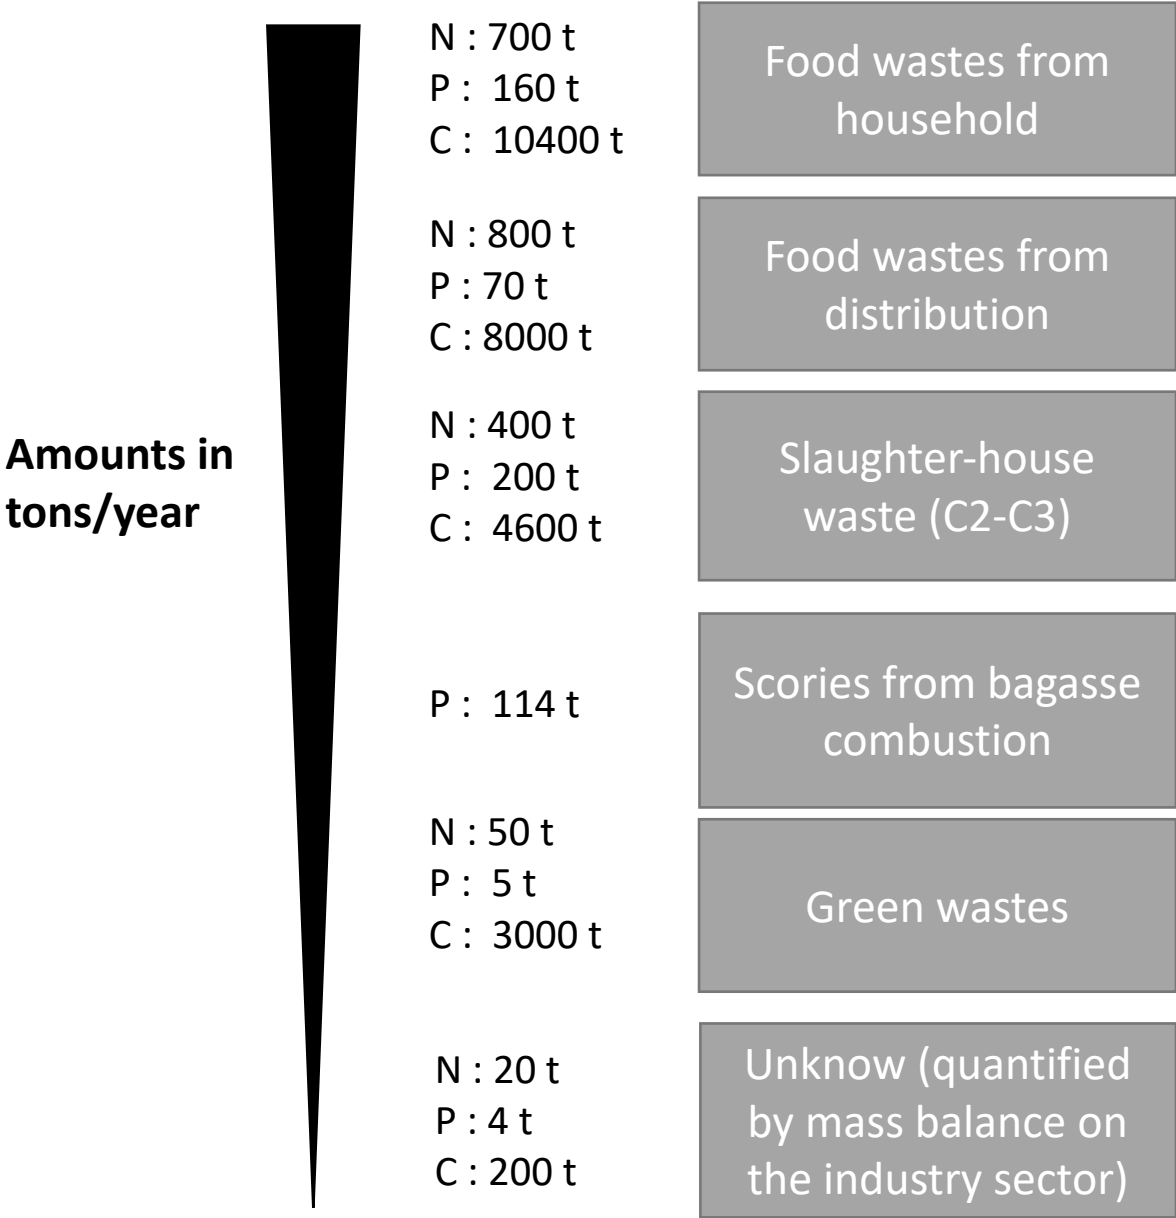 N : 700 t
P :  160 t
C :  10400 t
Food wastes from
household
N : 800 t
P : 70 t
C : 8000 t
Food wastes from
distribution
Amounts in
tons/year
N : 400 t
P :  200 t
C :  4600 t
Slaughter-house
waste (C2-C3)
P :  114 t
Scories from bagasse
combustion
N : 50 t
P :  5 t
C :  3000 t
Green wastes
N : 20 t
P : 4 t
C : 200 t
Unknow (quantified
by mass balance on
the industry sector)